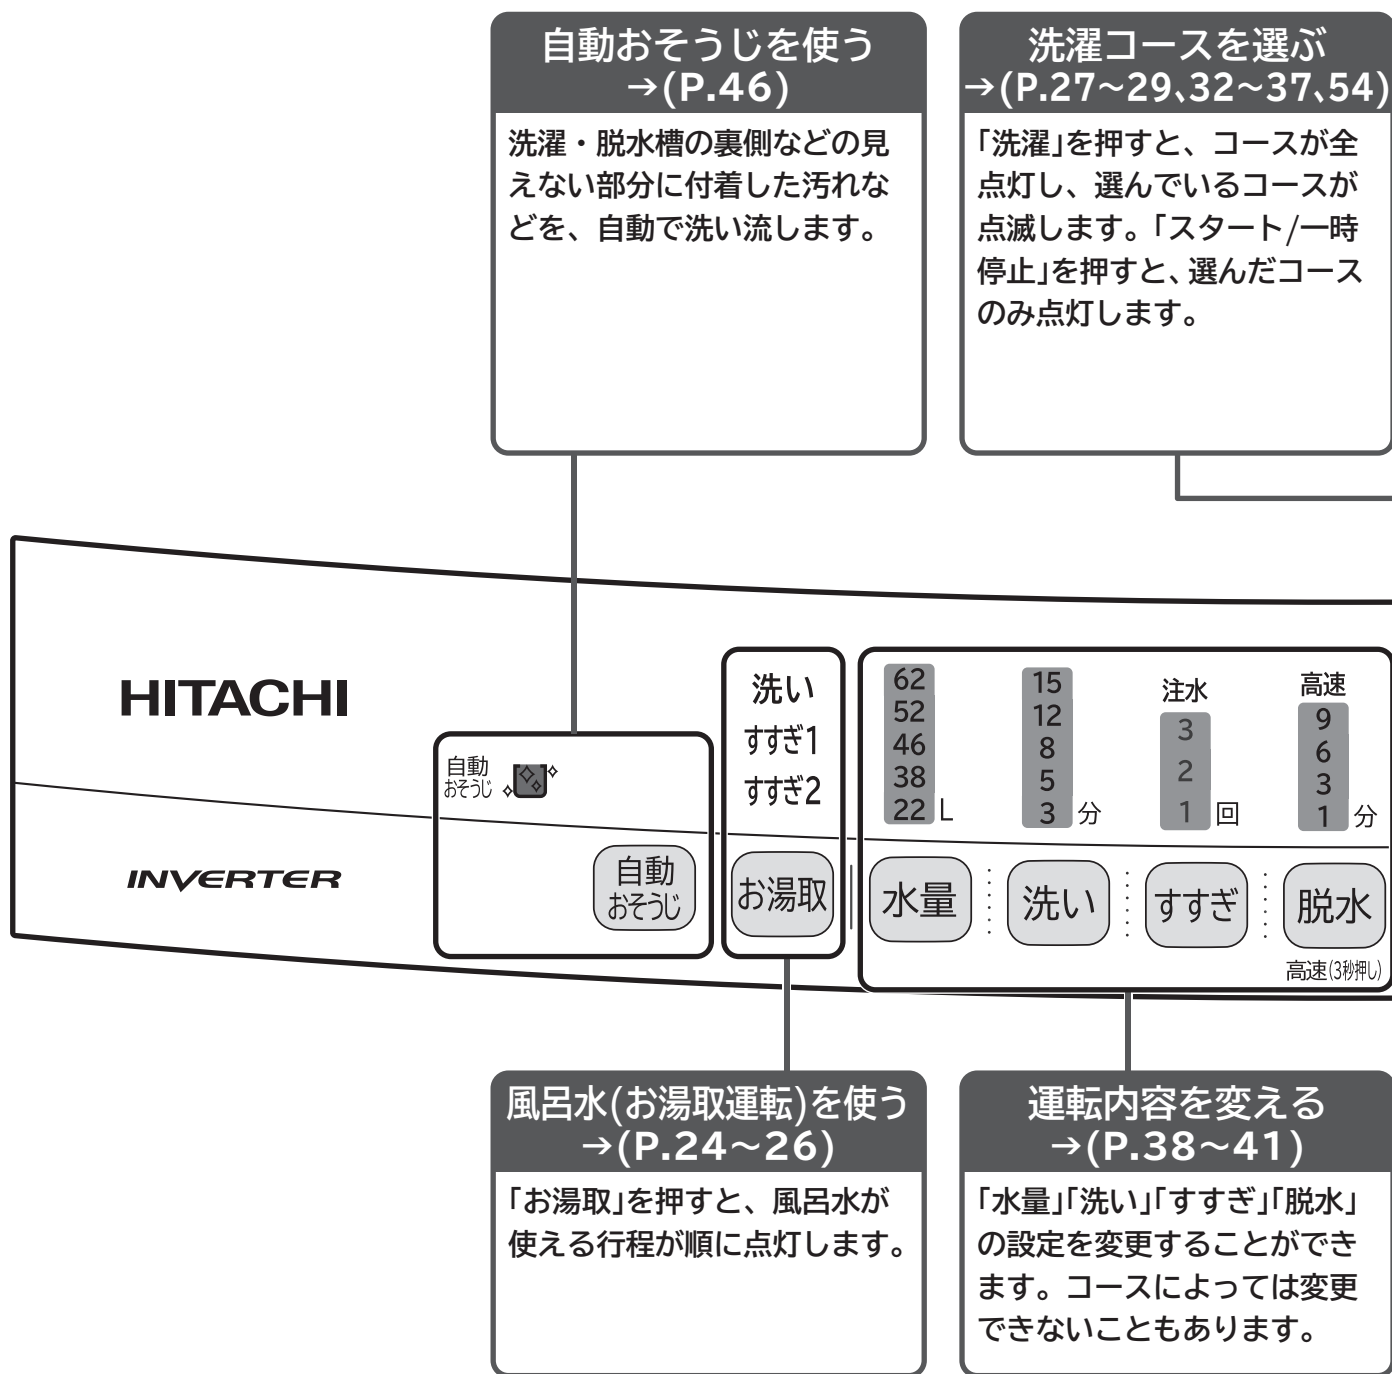 自動おそうじを使う
→(P.46)
洗濯・脱水槽の裏側などの見
えない部分に付着した汚れな
どを、自動で洗い流します。
洗濯コースを選ぶ
→(P.27~29、32~37、54)
「洗濯」を押すと、コースが全
点灯し、選んでいるコースが
点滅します。「スタート/一時
停止」を押すと、選んだコース
のみ点灯します。
HITACHI
INVERTER
自動
おそうじ
自動
おそうじ
洗い
すすぎ1
すすぎ2
お湯取
62
52
46
38
22 L
水量
15
12
8
5
3 分
洗い
注水
3
2
1 回
すすぎ
高速
9
6
3
1 分
脱水
高速(3秒押し)
風呂水(お湯取運転)を使う
→(P.24~26)
「お湯取」を押すと、風呂水が
使える行程が順に点灯します。
運転内容を変える
→(P.38~41)
「水量」「洗い」「すすぎ」「脱水」
の設定を変更することができ
ます。コースによっては変更
できないこともあります。